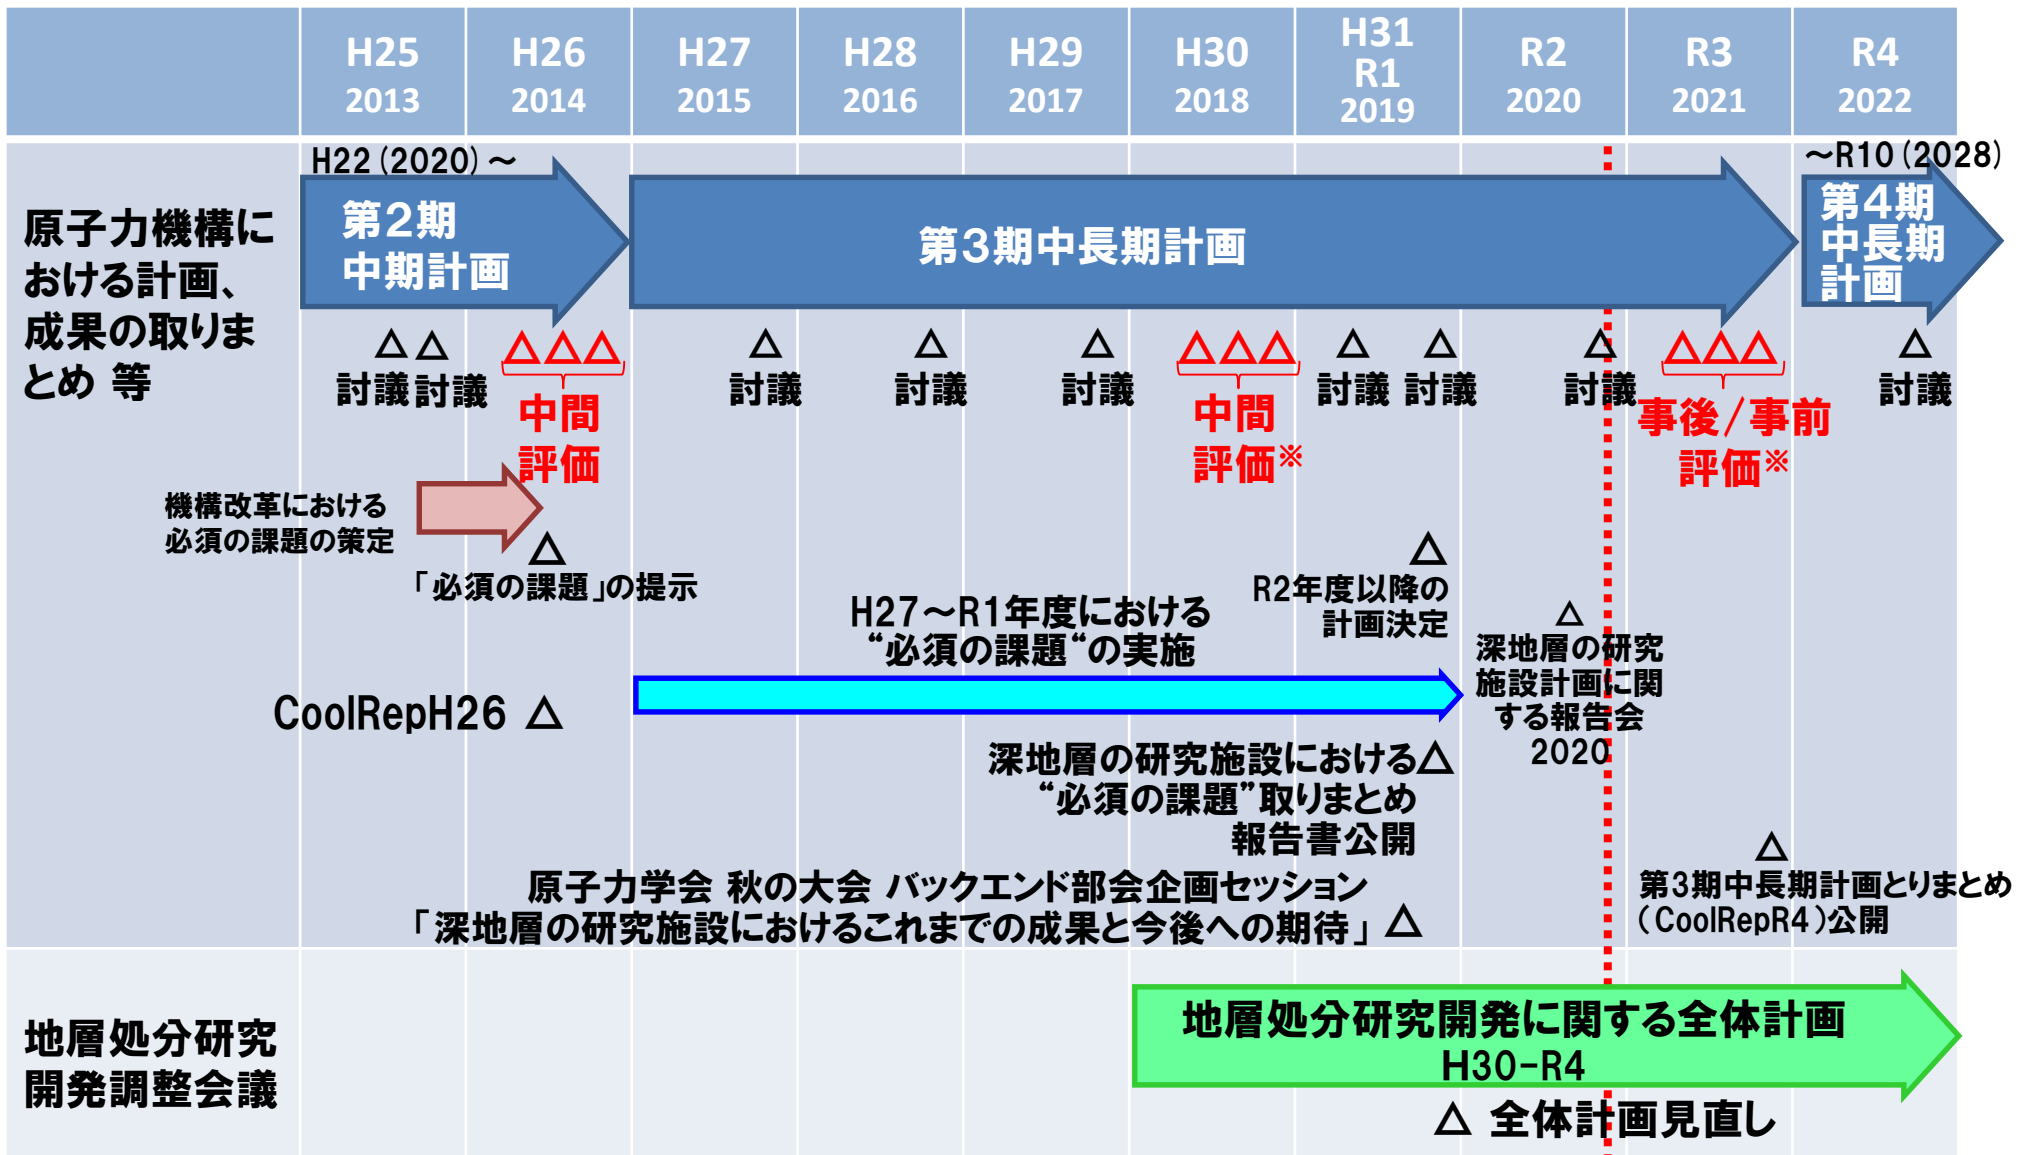 H25
2013
H26
2014
H27
2015
H28
2016
H29
2017
H30
2018
H31
R1
2019
R2
2020
R3
2021
R4
2022
原子力機構に
おける計画、
成果の取りま
とめ 等
H22(2020)～
第2期
中期計画
第3期中長期計画
～R10(2028)
第4期
中長期
計画
△ 討議
△ 討議
△△△
中間
評価
△ 討議
△ 討議
△ 討議
△△△
中間
評価※
△ 討議
△ 討議
△ 討議
△△△
事後/事前
評価※
△ 討議
機構改革における
必須の課題の策定
△
「必須の課題」の提示
△
R2年度以降の
計画決定
H27～R1年度における
“必須の課題“の実施
△
深地層の研究
施設計画に関
する報告会
2020
CoolRepH26 △
深地層の研究施設における△
“必須の課題”取りまとめ
報告書公開
原子力学会 秋の大会 バックエンド部会企画セッション
「深地層の研究施設におけるこれまでの成果と今後への期待」 △
△
第3期中長期計画とりまとめ
(CoolRepR4)公開
地層処分研究
開発調整会議
地層処分研究開発に関する全体計画
H30-R4
△ 全体計画見直し